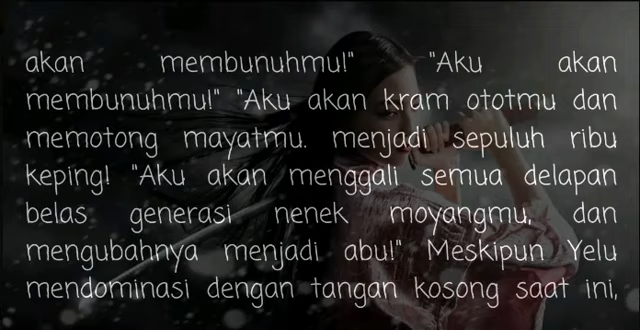 akan membunuhmu!" "Aku akan
membunuhmu!" "Aku akan kram ototmu dan
memotong mayatmu. menjadi sepuluh ribu
keping! "Aku akan menggali semua delapan
belas generasi nenek moyangmu, dan
mengubahnya menjadi abu!" Meskipun Yelu
mendominasi dengan tangan kosong saat ini,